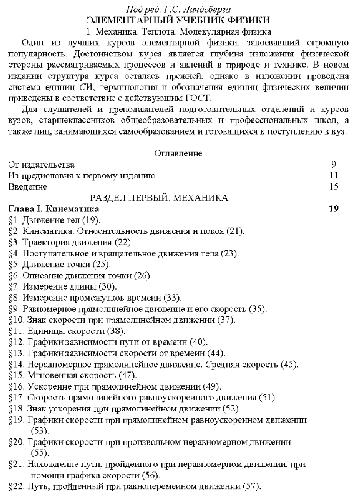 Под ред. Г.С. Ландсберга
ЭЛЕМЕНТАРНЫЙ УЧЕБНИК ФИЗИКИ
1. Механика. Теплота. Молекулярная физика
Один из лучших курсов элементарной физики, завоевавший огромную
популярность. Достоинством курса является глубина изложения физической
стороны рассматриваемых процессов и явлений в природе и технике. В новом
издании структура курса осталась прежней, однако в изложении проведена
система единиц СИ, терминология и обозначения единиц физических величин
приведены в соответствие с действующим ГОСТ.
Для слушателей и преподавателей подготовительных отделений и курсов
вузов, старшеклассников общеобразовательных и профессиональных школ, а
также лиц, занимающихся самообразованием и готовящихся к поступлению в вуз.
Оглавление
От издательства 9
Из предисловия к первому изданию 11
Введение 15
РАЗДЕЛ ПЕРВЫЙ. МЕХАНИКА
Глава I. Кинематика 19
§1. Движение тел (19).
§2. Кинематика. Относительность движения и покоя (21).
§3. Траектория движения (22).
§4. Поступательное и вращательное движения тела (23).
§5. Движение точки (25).
§6. Описание движения точки (26).
§7. Измерение длины (30).
§8. Измерение промежутков времени (33).
§9. Равномерное прямолинейное движение и его скорость (35).
§10. Знак скорости при прямолинейном движении (37).
§11. Единицы скорости (38).
§12. Графики зависимости пути от времени (40).
§13. Графики зависимости скорости от времени (44).
§14. Неравномерное прямолинейное движение. Средняя скорость (45).
§15. Мгновенная скорость (47).
§16. Ускорение при прямолинейном движении (49).
§17. Скорость прямолинейного равноускоренного движения (51).
§18. Знак ускорения при прямолинейном движении (52).
§19. Графики скорости при прямолинейном равноускоренном движении
(53).
§20. Графики скорости при произвольном неравномерном движении
(55).
§21. Нахождение пути, пройденного при неравномерном движении, при
помощи графика скорости (56).
§22. Путь, пройденный при равнопеременном движении (57).